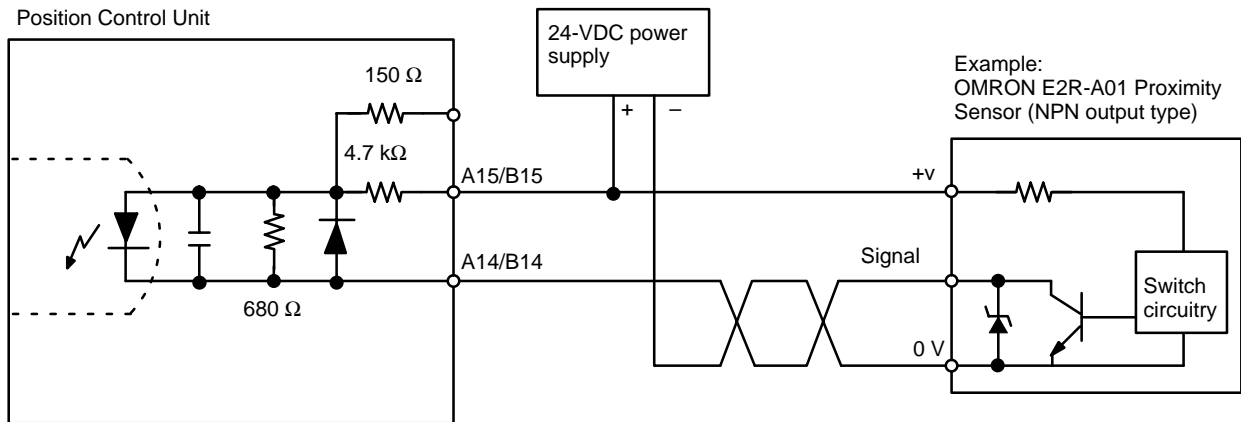 Position Control Unit
24-VDC power
supply
Example:
OMRON E2R-A01 Proximity
Sensor (NPN output type)
150 Ω
+ −
4.7 kΩ
A15/B15
+v
A14/B14
Signal
Switch
circuitry
680 Ω
0 V